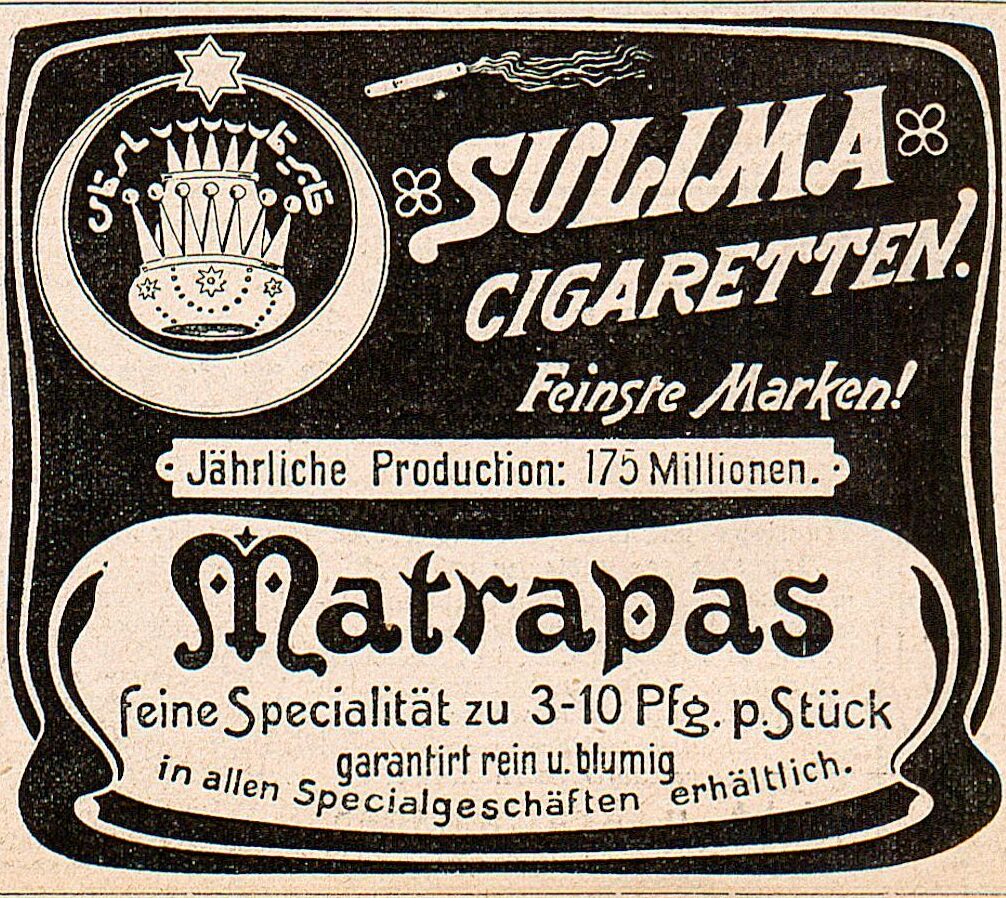 SULIMA
CIGARETTEN.
Feinste Marken!
Jährliche Production: 175 Millionen.
Matrapas
feine Specialität zu 3-10 Pfg. p. Stück
garantirt rein u. blumig
in allen Specialgeschäften erhältlich.